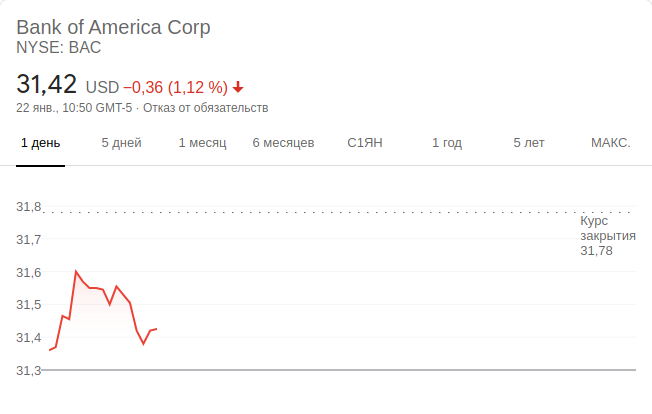 Bank of America Corp
NYSE: BAC
31,42 USD −0,36 (1,12 %)
22 янв., 10:50 GMT-5 · Отказ от обязательств
1 день 5 дней 1 месяц 6 месяцев С1ЯН 1 год 5 лет МАКС.
31,8
Курс
закрытия
31,78
31,7
31,6
31,5
31,4
31,3